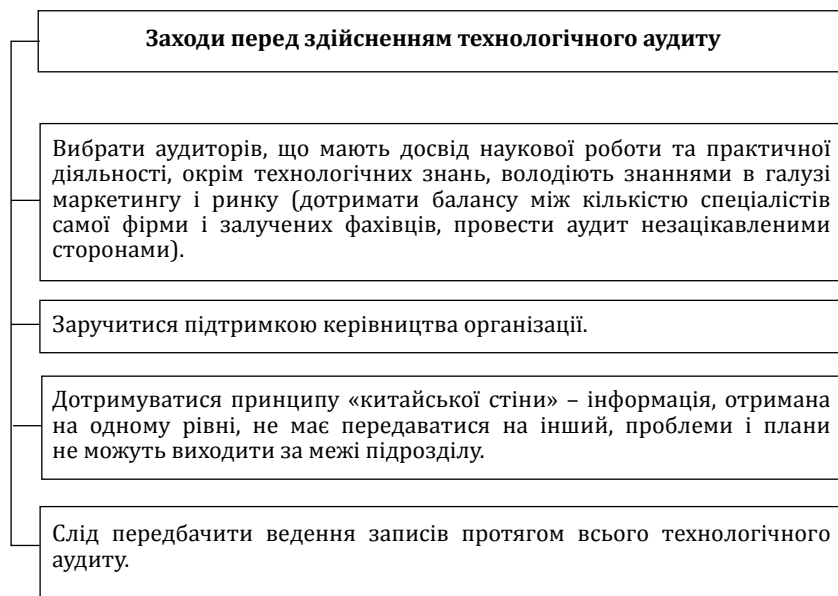 Заходи перед здійсненням технологічного аудиту
Вибрати аудиторів, що мають досвід наукової роботи та практичної
діяльності, окрім технологічних знань, володіють знаннями в галузі
маркетингу і ринку (дотримати балансу між кількістю спеціалістів
самої фірми і залучених фахівців, провести аудит незацікавленими
сторонами).
Заручитися підтримкою керівництва організації.
Дотримуватися принципу «китайської стіни» – інформація, отримана
на одному рівні, не має передаватися на інший, проблеми і плани
не можуть виходити за межі підрозділу.
Слід передбачити ведення записів протягом всього технологічного
аудиту.